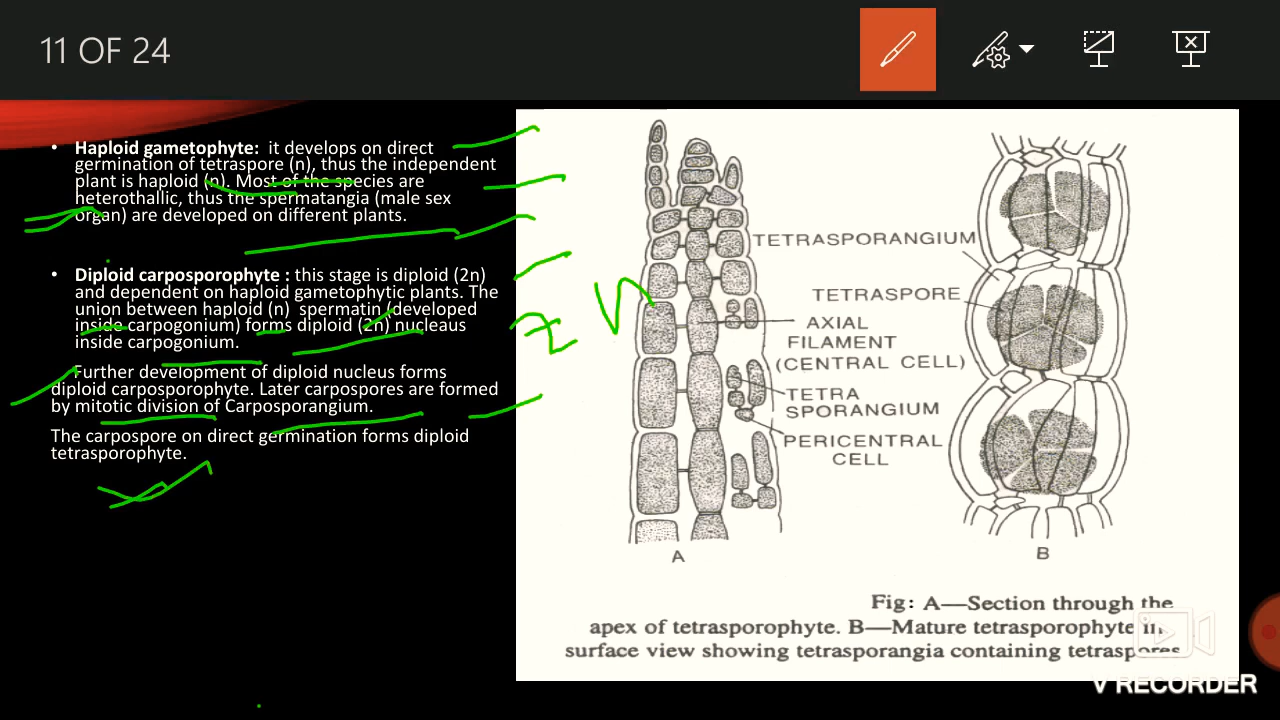 11 OF 24
• Haploid gametophyte: it develops on direct
germination of tetraspore (n), thus the independent
plant is haploid (n). Most of the species are
heterothallic, thus the spermatangia (male sex
organ) are developed on different plants.
• Diploid carposporophyte : this stage is diploid (2n)
and dependent on haploid gametophytic plants. The
union between haploid (n) spermatin (developed
inside carpogonium) forms diploid (2n) nucleaus
inside carpogonium.
Further development of diploid nucleus forms
diploid carposporophyte. Later carpospores are formed
by mitotic division of Carposporangium.
The carpospore on direct germination forms diploid
tetrasporophyte.
2n
TETRASPORANGIUM
TETRASPORE
AXIAL
FILAMENT
(CENTRAL CELL)
TETRA
SPORANGIUM
PERICENTRAL
CELL
A
B
Fig: A—Section through the
apex of tetrasporophyte. B—Mature tetrasporophyte in
surface view showing tetrasporangia containing tetraspores
V RECORDER